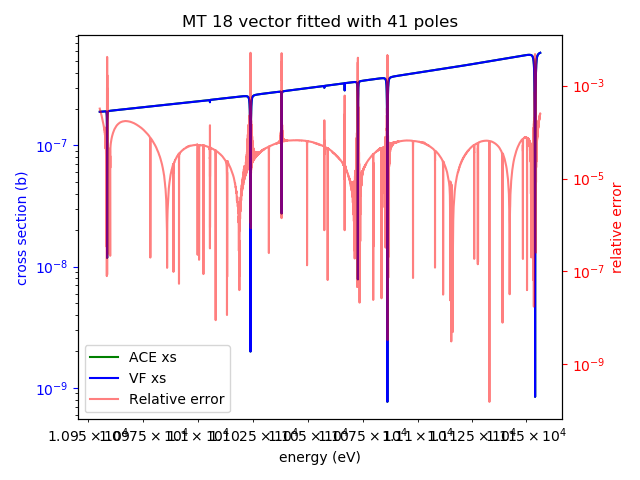 MT 18 vector fitted with 41 poles
cross section (b)
10⁻⁷
10⁻⁸
10⁻⁹
10⁻³
10⁻⁵
10⁻⁷
10⁻⁹
relative error
ACE xs
VF xs
Relative error
energy (eV)